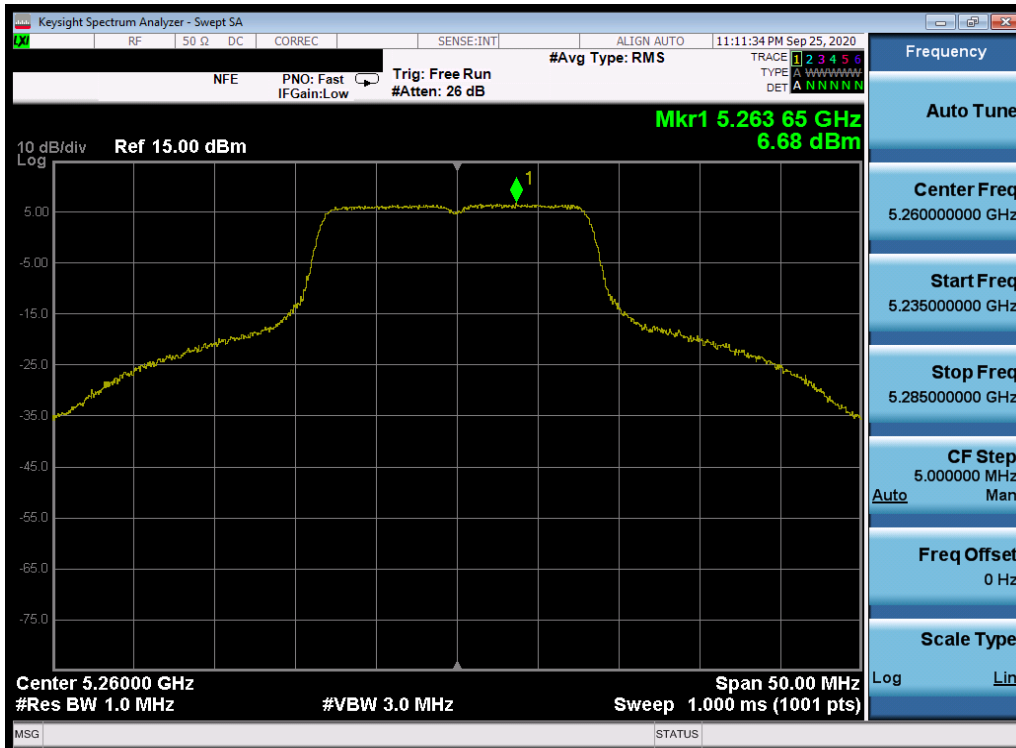 Keysight Spectrum Analyzer - Swept SA
LXI RF 50 Ω DC CORREC SENSE:INT ALIGN AUTO 11:11:34 PM Sep 25, 2020
#Avg Type: RMS
TRACE 1 2 3 4 5 6
TYPE A WWWWW
DET A N N N N N
NFE
PNO: Fast
IFGain:Low
Trig: Free Run
#Atten: 26 dB
Mkr1 5.263 65 GHz
6.68 dBm
10 dB/div
Log
Ref 15.00 dBm
1
5.00
-5.00
-15.0
-25.0
-35.0
-45.0
-55.0
-65.0
-75.0
Center 5.26000 GHz
Span 50.00 MHz
#Res BW 1.0 MHz
#VBW 3.0 MHz
Sweep 1.000 ms (1001 pts)
MSG
STATUS
Frequency
Auto Tune
Center Freq
5.260000000 GHz
Start Freq
5.235000000 GHz
Stop Freq
5.285000000 GHz
CF Step
5.000000 MHz
Auto Man
Freq Offset
0 Hz
Scale Type
Log Lin